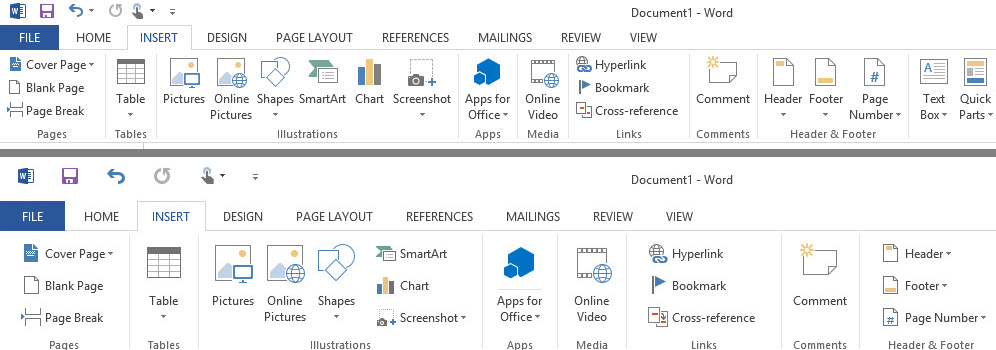 Document1 - Word
FILE HOME INSERT DESIGN PAGE LAYOUT REFERENCES MAILINGS REVIEW VIEW
Cover Page
Blank Page
Page Break
Pages
Table
Tables
Pictures
Online
Pictures
Shapes
SmartArt
Chart
Screenshot
Illustrations
Apps for
Office
Apps
Online
Video
Media
Hyperlink
Bookmark
Cross-reference
Links
Comment
Comments
Header
Footer
Page
Number
Header & Footer
Text
Box
Quick
Parts
Document1 - Word
FILE HOME INSERT DESIGN PAGE LAYOUT REFERENCES MAILINGS REVIEW VIEW
Cover Page
Blank Page
Page Break
Pages
Table
Tables
Pictures
Online
Pictures
Shapes
SmartArt
Chart
Screenshot
Illustrations
Apps for
Office
Apps
Online
Video
Media
Hyperlink
Bookmark
Cross-reference
Links
Comment
Comments
Header
Footer
Page Number
Header & Footer